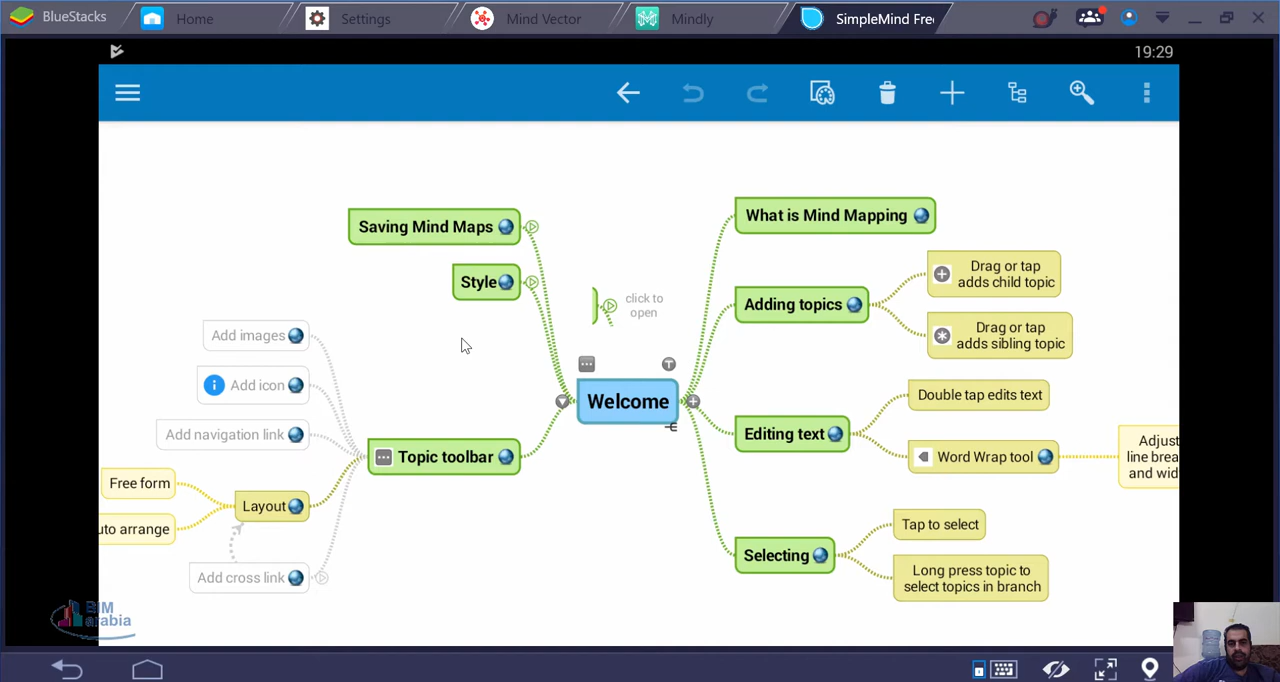 BlueStacks
Home
Settings
Mind Vector
Mindly
SimpleMind Fre
19:29
Saving Mind Maps
Style
click to
open
Add images
Add icon
Add navigation link
Topic toolbar
Free form
Layout
uto arrange
Add cross link
Welcome
T
What is Mind Mapping
Adding topics
Drag or tap
adds child topic
Drag or tap
adds sibling topic
Editing text
Double tap edits text
Word Wrap tool
Adjust
line brea
and wid
Selecting
Tap to select
Long press topic to
select topics in branch
BIM
arabia